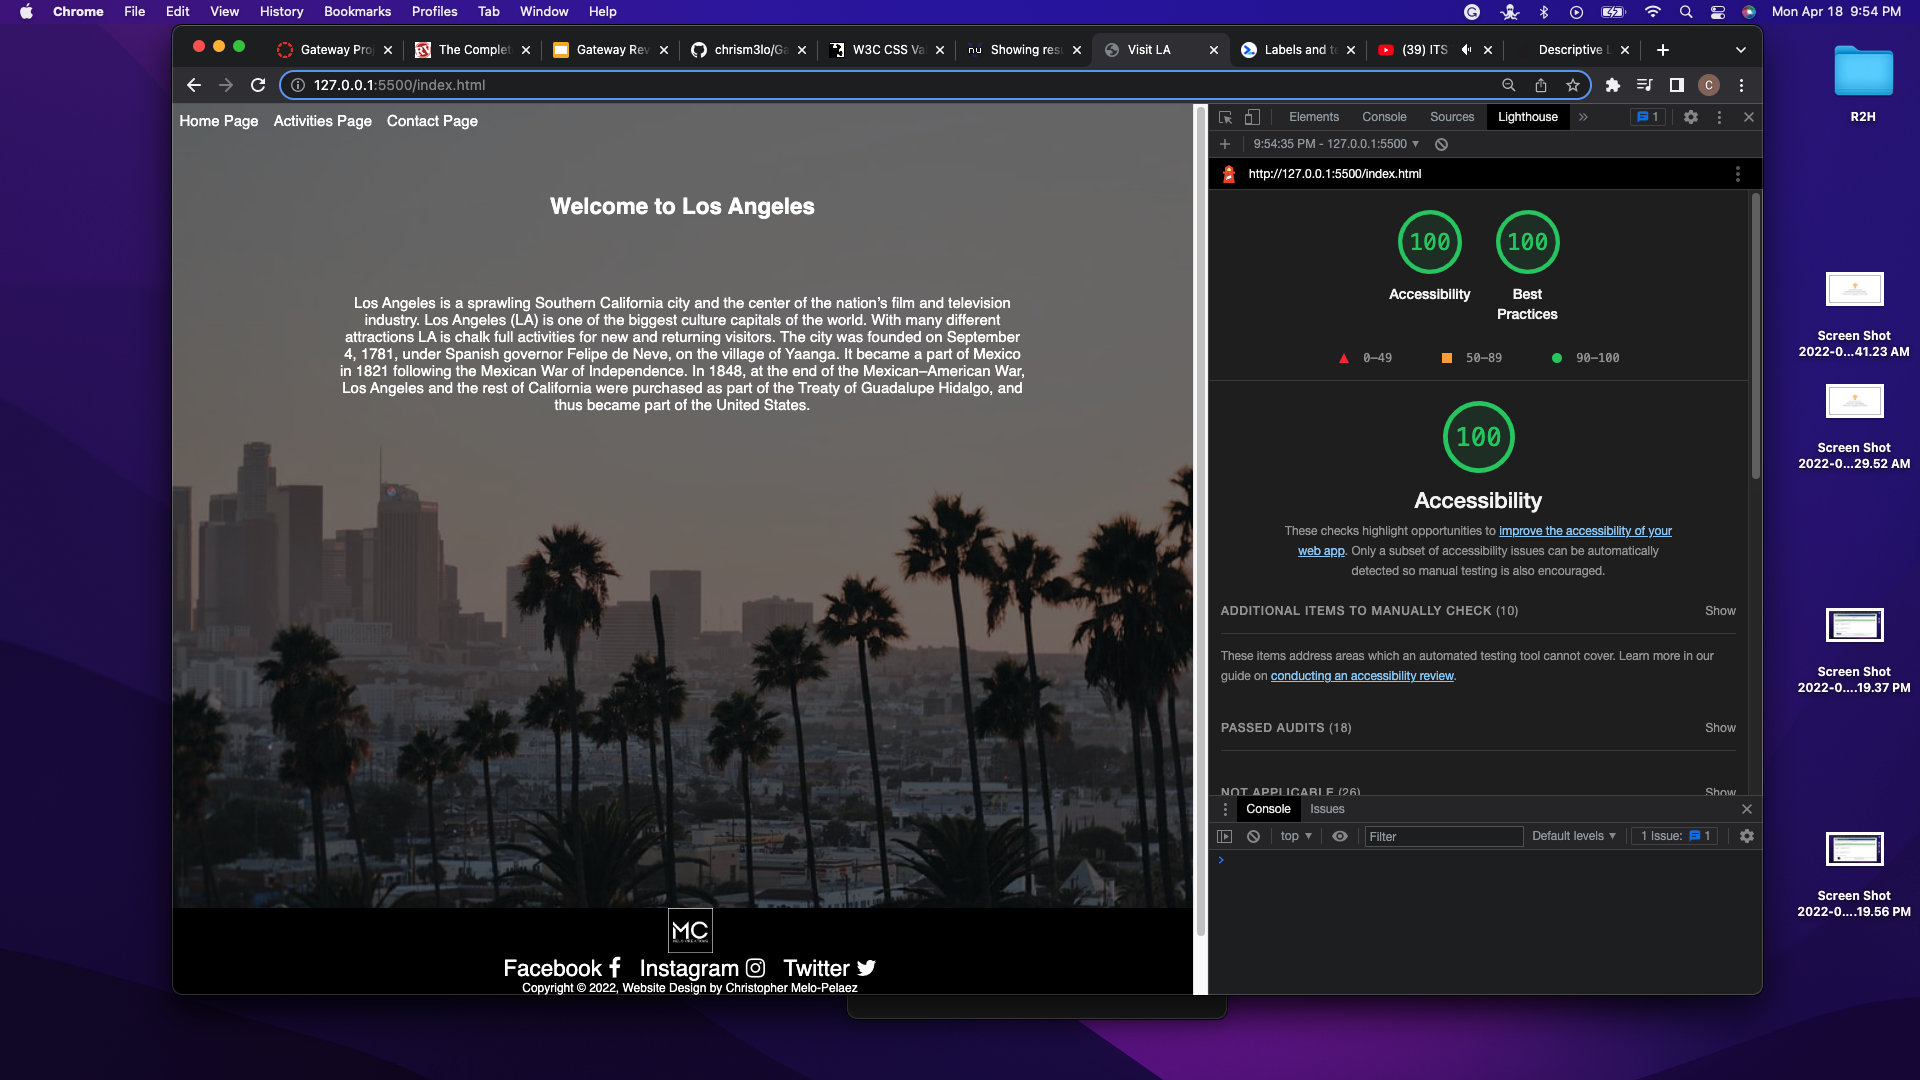 Chrome File Edit View History Bookmarks Profiles Tab Window Help
Mon Apr 18 9:54 PM
Gateway Pro
The Complet
Gateway Rev
chrism3lo/Ga
W3C CSS Va
Showing res
Visit LA
Labels and te
(39) ITS
Descriptive L
127.0.0.1:5500/index.html
C
Home Page Activities Page Contact Page
Welcome to Los Angeles
Los Angeles is a sprawling Southern California city and the center of the nation’s film and television
industry. Los Angeles (LA) is one of the biggest culture capitals of the world. With many different
attractions LA is chalk full activities for new and returning visitors. The city was founded on September
4, 1781, under Spanish governor Felipe de Neve, on the village of Yaanga. It became a part of Mexico
in 1821 following the Mexican War of Independence. In 1848, at the end of the Mexican–American War,
Los Angeles and the rest of California were purchased as part of the Treaty of Guadalupe Hidalgo, and
thus became part of the United States.
MC
Facebook Instagram Twitter
Copyright © 2022, Website Design by Christopher Melo-Pelaez
Elements Console Sources Lighthouse » 1
9:54:35 PM - 127.0.0.1:5500
http://127.0.0.1:5500/index.html
100 100
Accessibility
Best
Practices
0–49 50–89 90–100
100
Accessibility
These checks highlight opportunities to improve the accessibility of your
web app. Only a subset of accessibility issues can be automatically
detected so manual testing is also encouraged.
ADDITIONAL ITEMS TO MANUALLY CHECK (10) Show
These items address areas which an automated testing tool cannot cover. Learn more in our
guide on conducting an accessibility review.
PASSED AUDITS (18) Show
NOT APPLICABLE (26) Show
Console Issues
top Filter Default levels 1 Issue: 1
R2H
Screen Shot
2022-0...41.23 AM
Screen Shot
2022-0...29.52 AM
Screen Shot
2022-0....19.37 PM
Screen Shot
2022-0....19.56 PM